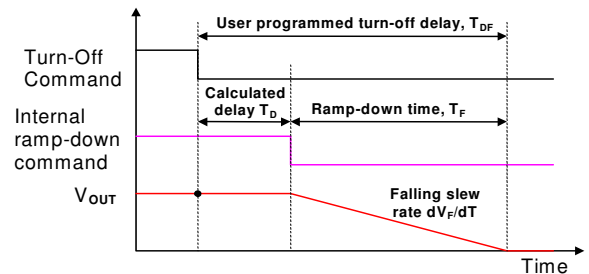 User programmed turn-off delay, TDF
Turn-Off
Command
Calculated
delay TD
Ramp-down time, TF
Internal
ramp-down
command
VOUT
Falling slew
rate dVF/dT
Time